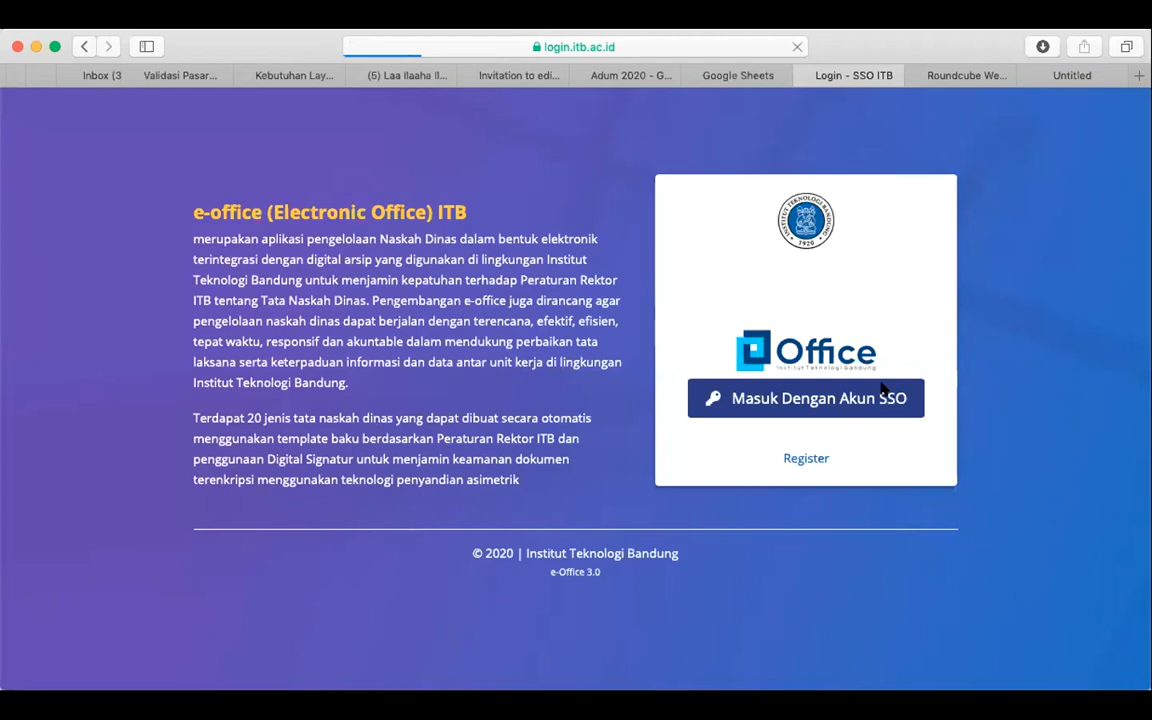 login.itb.ac.id
Inbox (3
Validasi Pasar...
Kebutuhan Lay...
(5) Laa Ilaaha Il...
Invitation to edi...
Adum 2020 - G...
Google Sheets
Login - SSO ITB
Roundcube We...
Untitled
e-office (Electronic Office) ITB
merupakan aplikasi pengelolaan Naskah Dinas dalam bentuk elektronik
terintegrasi dengan digital arsip yang digunakan di lingkungan Institut
Teknologi Bandung untuk menjamin kepatuhan terhadap Peraturan Rektor
ITB tentang Tata Naskah Dinas. Pengembangan e-office juga dirancang agar
pengelolaan naskah dinas dapat berjalan dengan terencana, efektif, efisien,
tepat waktu, responsif dan akuntable dalam mendukung perbaikan tata
laksana serta keterpaduan informasi dan data antar unit kerja di lingkungan
Institut Teknologi Bandung.
Terdapat 20 jenis tata naskah dinas yang dapat dibuat secara otomatis
menggunakan template baku berdasarkan Peraturan Rektor ITB dan
penggunaan Digital Signatur untuk menjamin keamanan dokumen
terenkripsi menggunakan teknologi penyandian asimetrik
INSTITUT TEKNOLOGI BANDUNG
1920
Office
Institut Teknologi Bandung
Masuk Dengan Akun SSO
Register
© 2020 | Institut Teknologi Bandung
e-Office 3.0